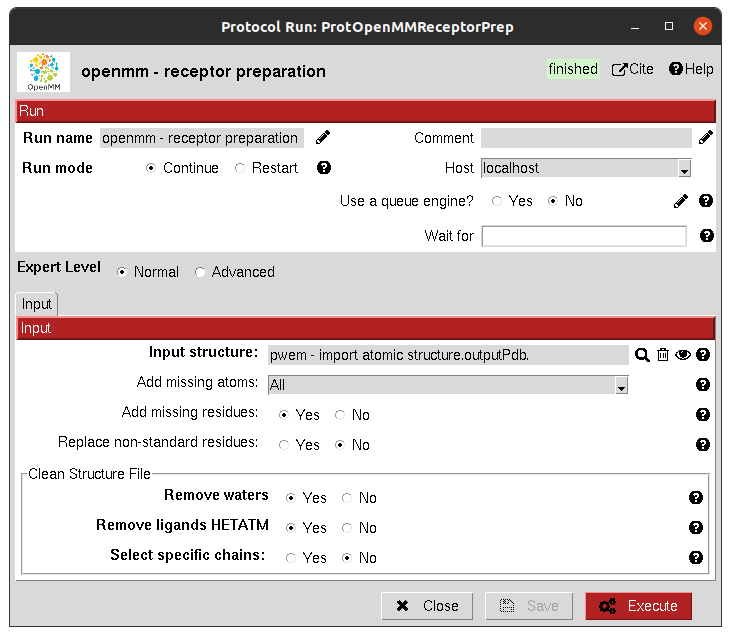 Protocol Run: ProtOpenMMReceptorPrep
OpenMM
openmm - receptor preparation
finished Cite Help
Run
Run name openmm - receptor preparation Comment
Run mode Continue Restart Host localhost
Use a queue engine? Yes No
Wait for
Expert Level Normal Advanced
Input
Input
Input structure: pwem - import atomic structure.outputPdb.
Add missing atoms: All
Add missing residues: Yes No
Replace non-standard residues: Yes No
Clean Structure File
Remove waters Yes No
Remove ligands HETATM Yes No
Select specific chains: Yes No
Close Save Execute